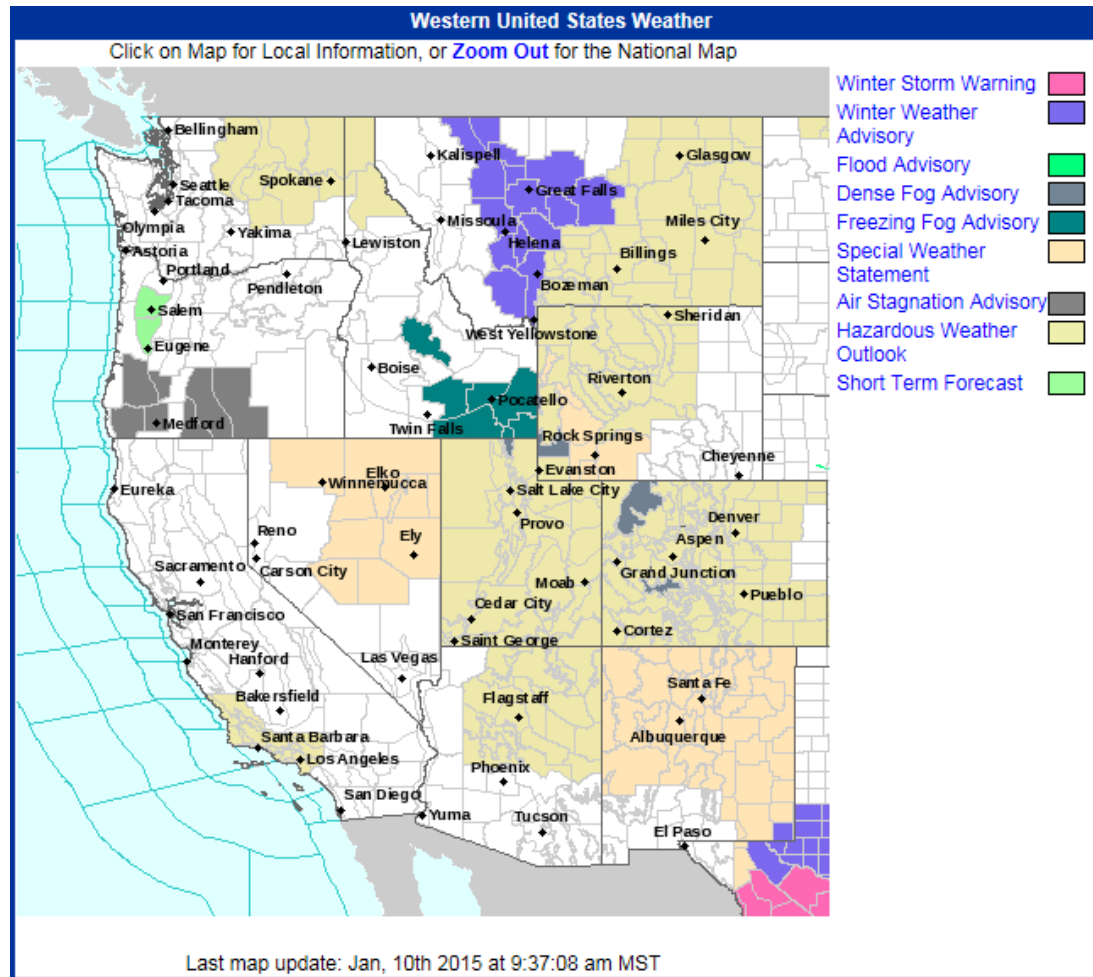 Western United States Weather
Click on Map for Local Information, or Zoom Out for the National Map
Winter Storm Warning
Winter Weather
Advisory
Flood Advisory
Dense Fog Advisory
Freezing Fog Advisory
Special Weather
Statement
Air Stagnation Advisory
Hazardous Weather
Outlook
Short Term Forecast
Bellingham
Kalispell
Glasgow
Spokane
Seattle
Great Falls
Tacoma
Olympia
Missoula
Miles City
Yakima
Helena
Lewiston
Astoria
Billings
Portland
Bozeman
Pendleton
Salem
Sheridan
West Yellowstone
Eugene
Boise
Riverton
Pocatello
Medford
Twin Falls
Rock Springs
Cheyenne
Evanston
Elko
Winnemucca
Eureka
Salt Lake City
Provo
Denver
Reno
Ely
Aspen
Carson City
Grand Junction
Sacramento
Moab
Pueblo
Cedar City
San Francisco
Cortez
Saint George
Monterey
Las Vegas
Hanford
Santa Fe
Bakersfield
Flagstaff
Albuquerque
Santa Barbara
Los Angeles
Phoenix
San Diego
Yuma
Tucson
El Paso
Last map update: Jan, 10th 2015 at 9:37:08 am MST